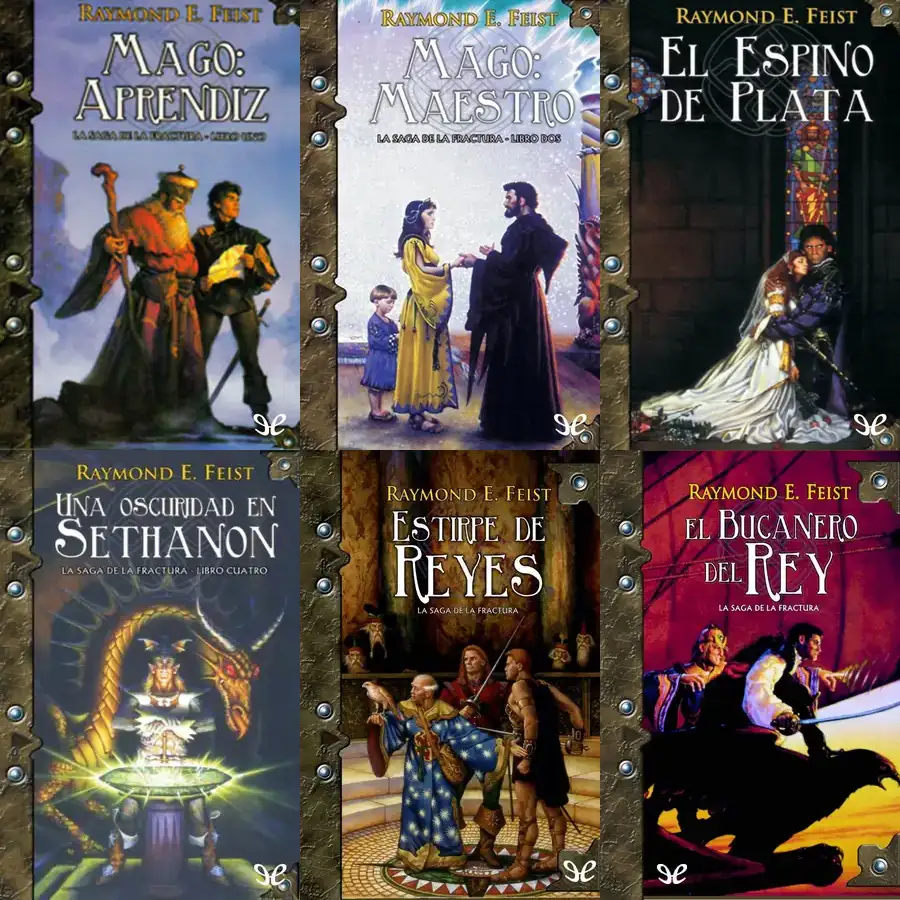 RAYMOND E. FEIST
MAGO:
APRENDIZ
LA SAGA DE LA FRACTURA - LIBRO UNO
RAYMOND E. FEIST
MAGO:
MAESTRO
LA SAGA DE LA FRACTURA - LIBRO DOS
RAYMOND E. FEIST
EL ESPINO
DE PLATA
RAYMOND E. FEIST
UNA OSCURIDAD EN
SETHANON
LA SAGA DE LA FRACTURA - LIBRO CUATRO
RAYMOND E. FEIST
ESTIRPE DE
REYES
LA SAGA DE LA FRACTURA
RAYMOND E. FEIST
EL BUCANERO
DEL REY
LA SAGA DE LA FRACTURA